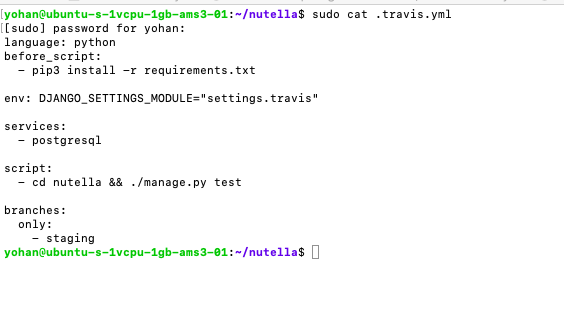 yohan@ubuntu-s-1vcpu-1gb-ams3-01:~/nutella$ sudo cat .travis.yml
[sudo] password for yohan:
language: python
before_script:
  - pip3 install -r requirements.txt

env: DJANGO_SETTINGS_MODULE="settings.travis"

services:
  - postgresql

script:
  - cd nutella && ./manage.py test

branches:
  only:
    - staging
yohan@ubuntu-s-1vcpu-1gb-ams3-01:~/nutella$